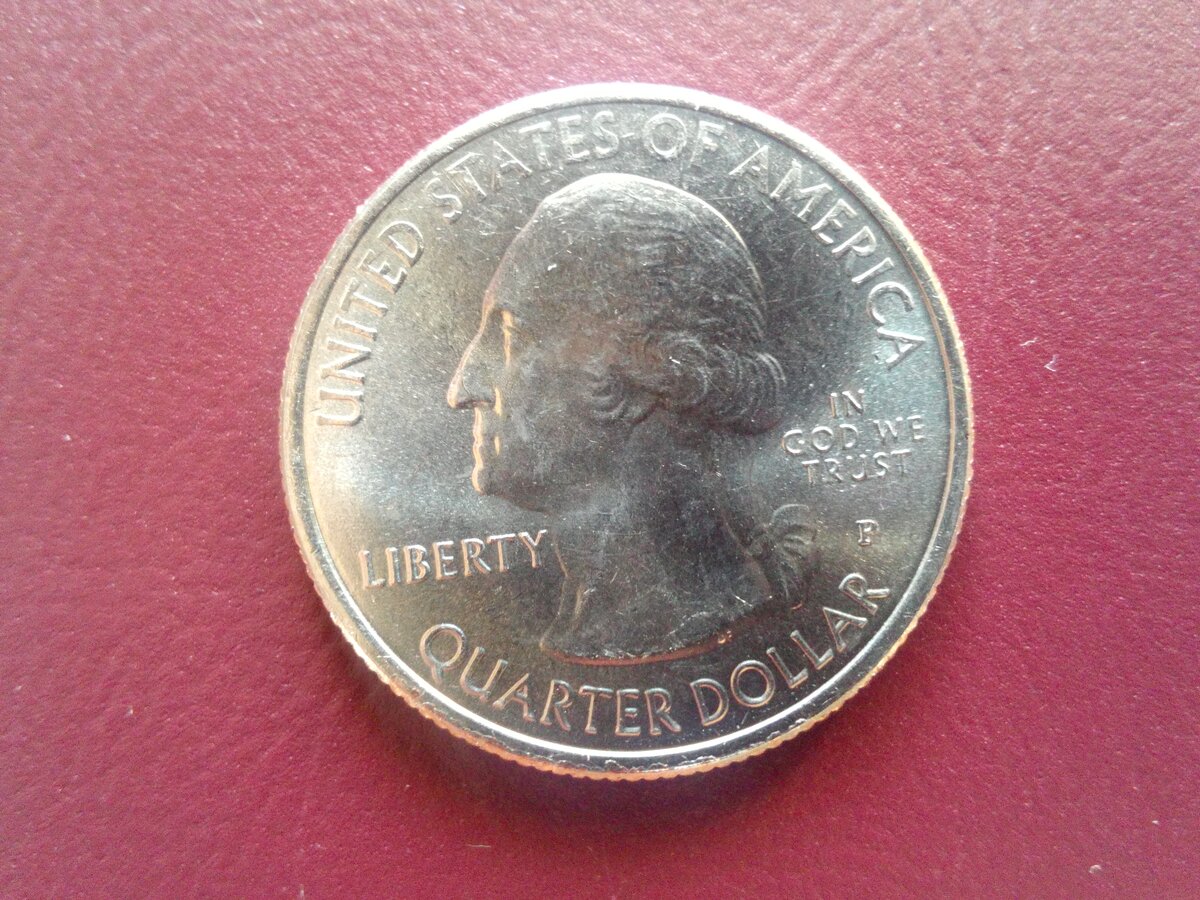 UNITED STATES OF AMERICA
IN
GOD WE
TRUST
P
LIBERTY
QUARTER DOLLAR